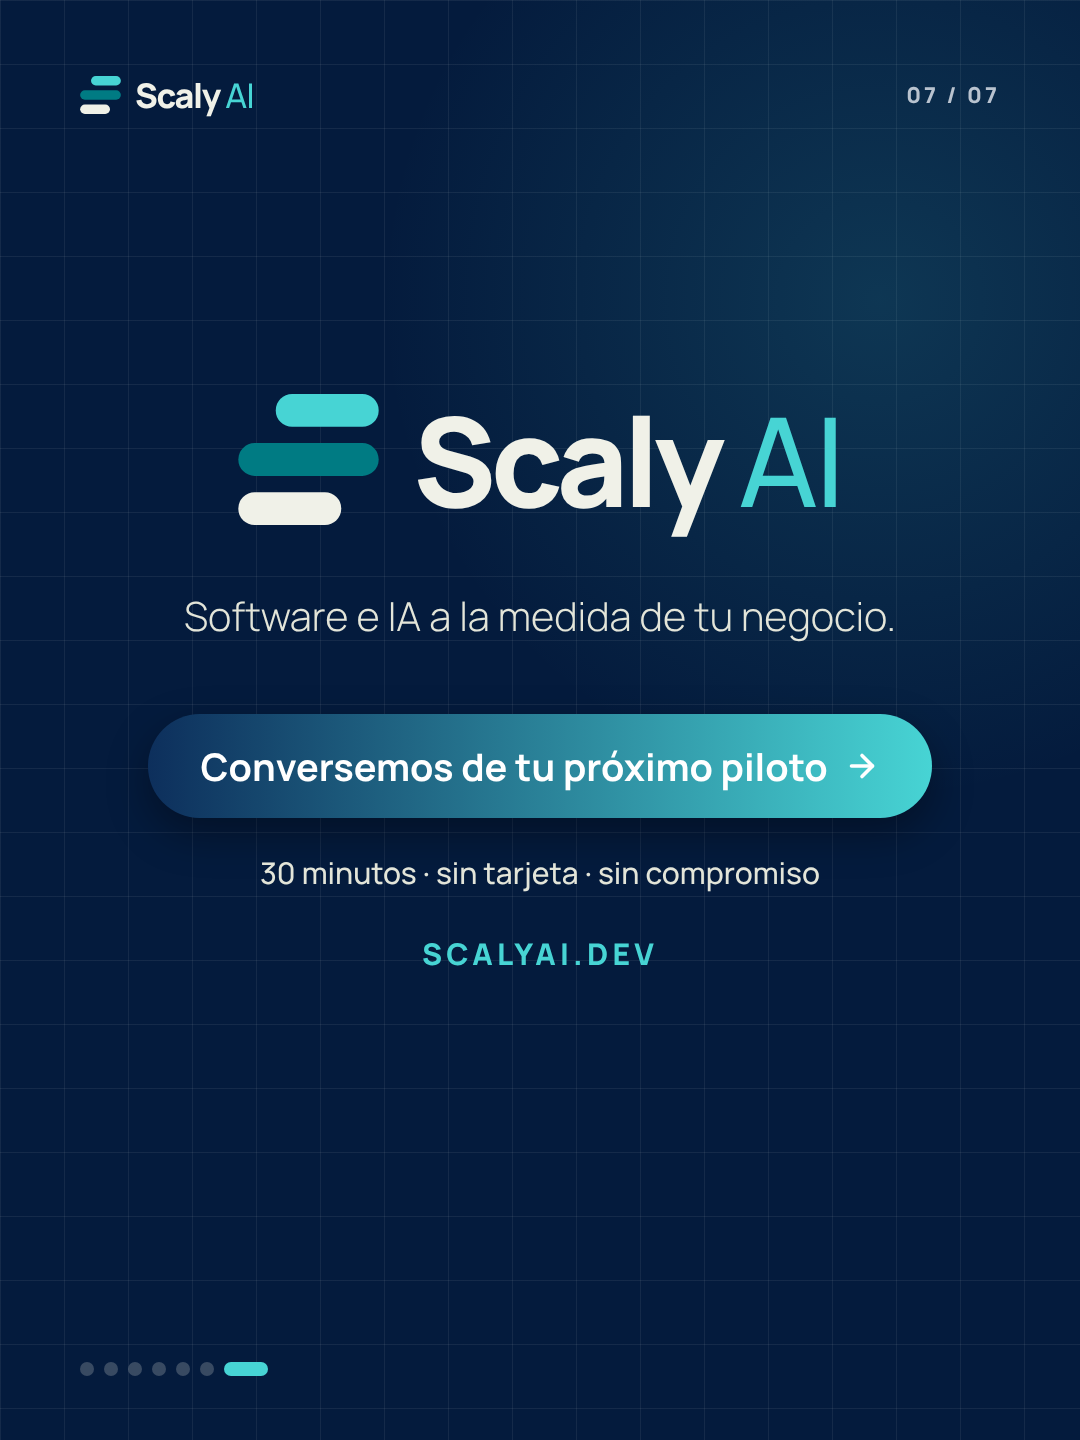 Scaly AI
07 / 07
Scaly AI
Software e IA a la medida de tu negocio.
Conversemos de tu próximo piloto →
30 minutos · sin tarjeta · sin compromiso
SCALYAI.DEV